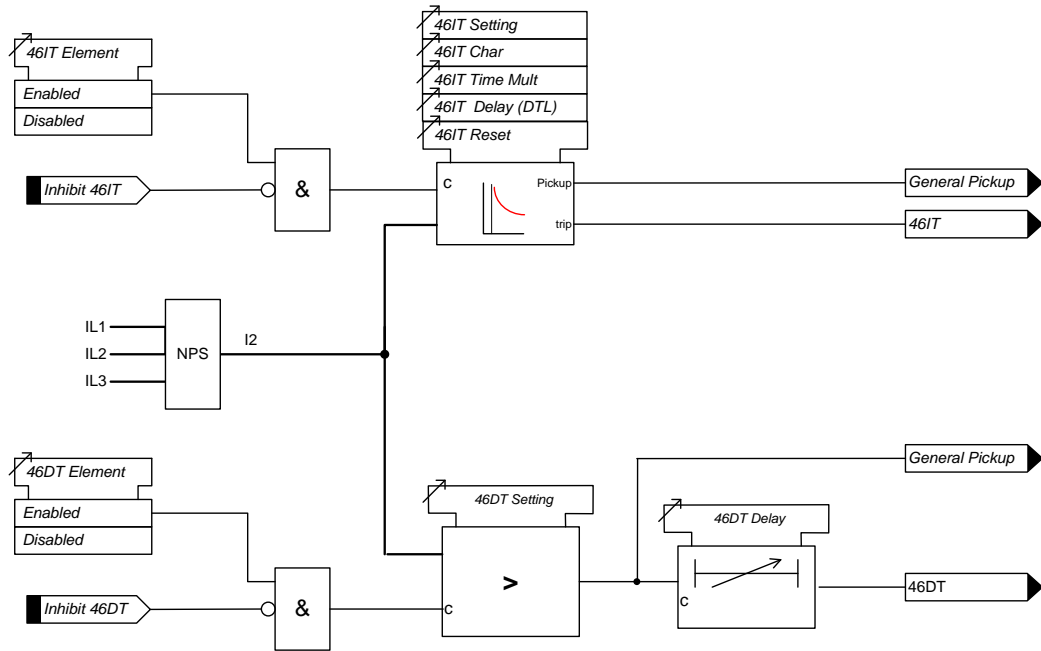 46IT Setting
46IT Element
46IT Char
46IT Time Mult
Enabled
46IT Delay (DTL)
Disabled
46IT Reset
Inhibit 46IT
&
C
Pickup
trip
General Pickup
46IT
IL1
IL2
IL3
NPS
I2
46DT Element
Enabled
Disabled
46DT Setting
General Pickup
46DT Delay
>
C
C
46DT
Inhibit 46DT
&